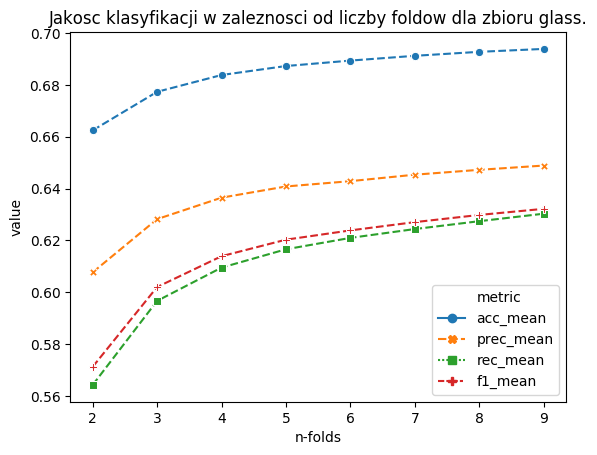 Jakosc klasyfikacji w zaleznosci od liczby foldow dla zbioru glass.
0.70
0.68
0.66
0.64
0.62
0.60
0.58
0.56
value
2 3 4 5 6 7 8 9
n-folds
metric
acc_mean
prec_mean
rec_mean
f1_mean